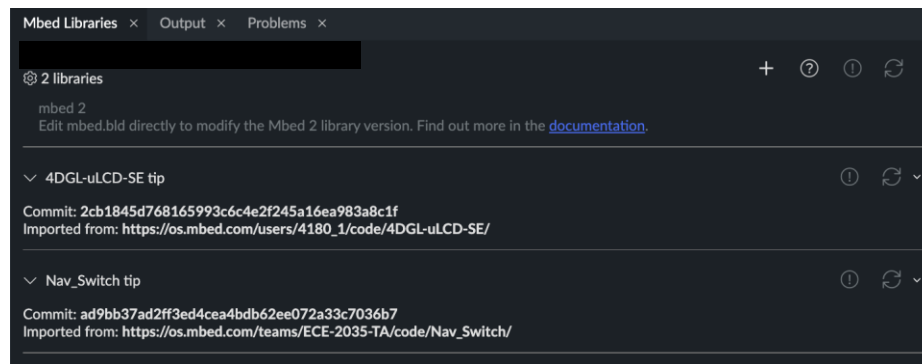 Mbed Libraries × Output × Problems ×
2 libraries
mbed 2
Edit mbed.bld directly to modify the Mbed 2 library version. Find out more in the documentation.
4DGL-uLCD-SE tip
Commit: 2cb1845d768165993c6c4e2f245a16ea983a8c1f
Imported from: https://os.mbed.com/users/4180_1/code/4DGL-uLCD-SE/
Nav_Switch tip
Commit: ad9bb37ad2ff3ed4cea4bdb62ee072a33c7036b7
Imported from: https://os.mbed.com/teams/ECE-2035-TA/code/Nav_Switch/